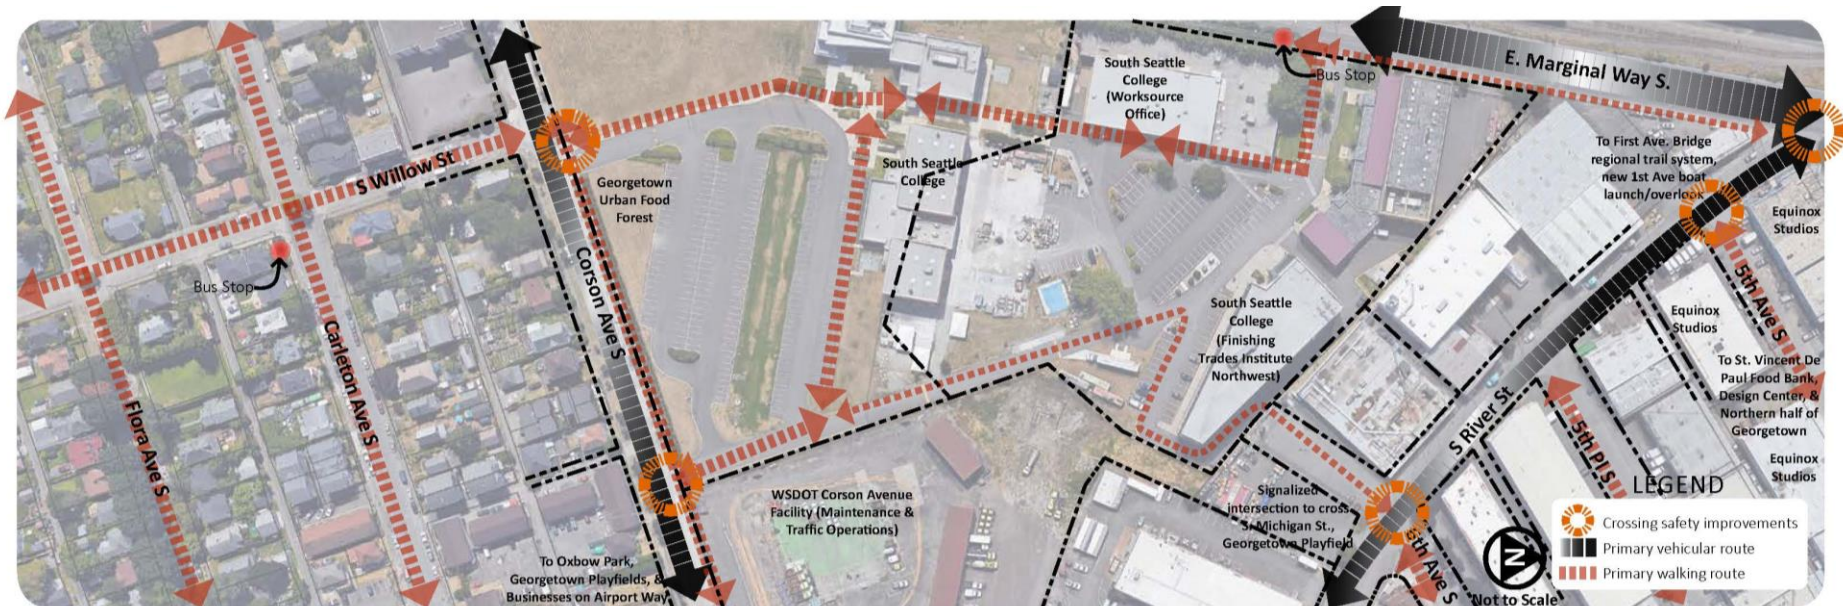 S Willow St
Bus Stop
Flora Ave S
Carleton Ave S
Corson Ave S
Georgetown
Urban Food
Forest
South Seattle
College
South Seattle
College
(Worksource
Office)
Bus Stop
E. Marginal Way S.
To First Ave. Bridge
regional trail system,
new 1st Ave boat
launch/overlook
Equinox
Studios
5th Ave S
Equinox
Studios
South Seattle
College
(Finishing
Trades Institute
Northwest)
S River St
To St. Vincent De
Paul Food Bank,
Design Center, &
Northern half of
Georgetown
5th Pl S
Equinox
Studios
WSDOT Corson Avenue
Facility (Maintenance &
Traffic Operations)
Signalized
intersection to cross
S. Michigan St.,
Georgetown Playfield
6th Ave S
To Oxbow Park,
Georgetown Playfields, &
Businesses on Airport Way
N
Not to Scale
LEGEND
Crossing safety improvements
Primary vehicular route
Primary walking route